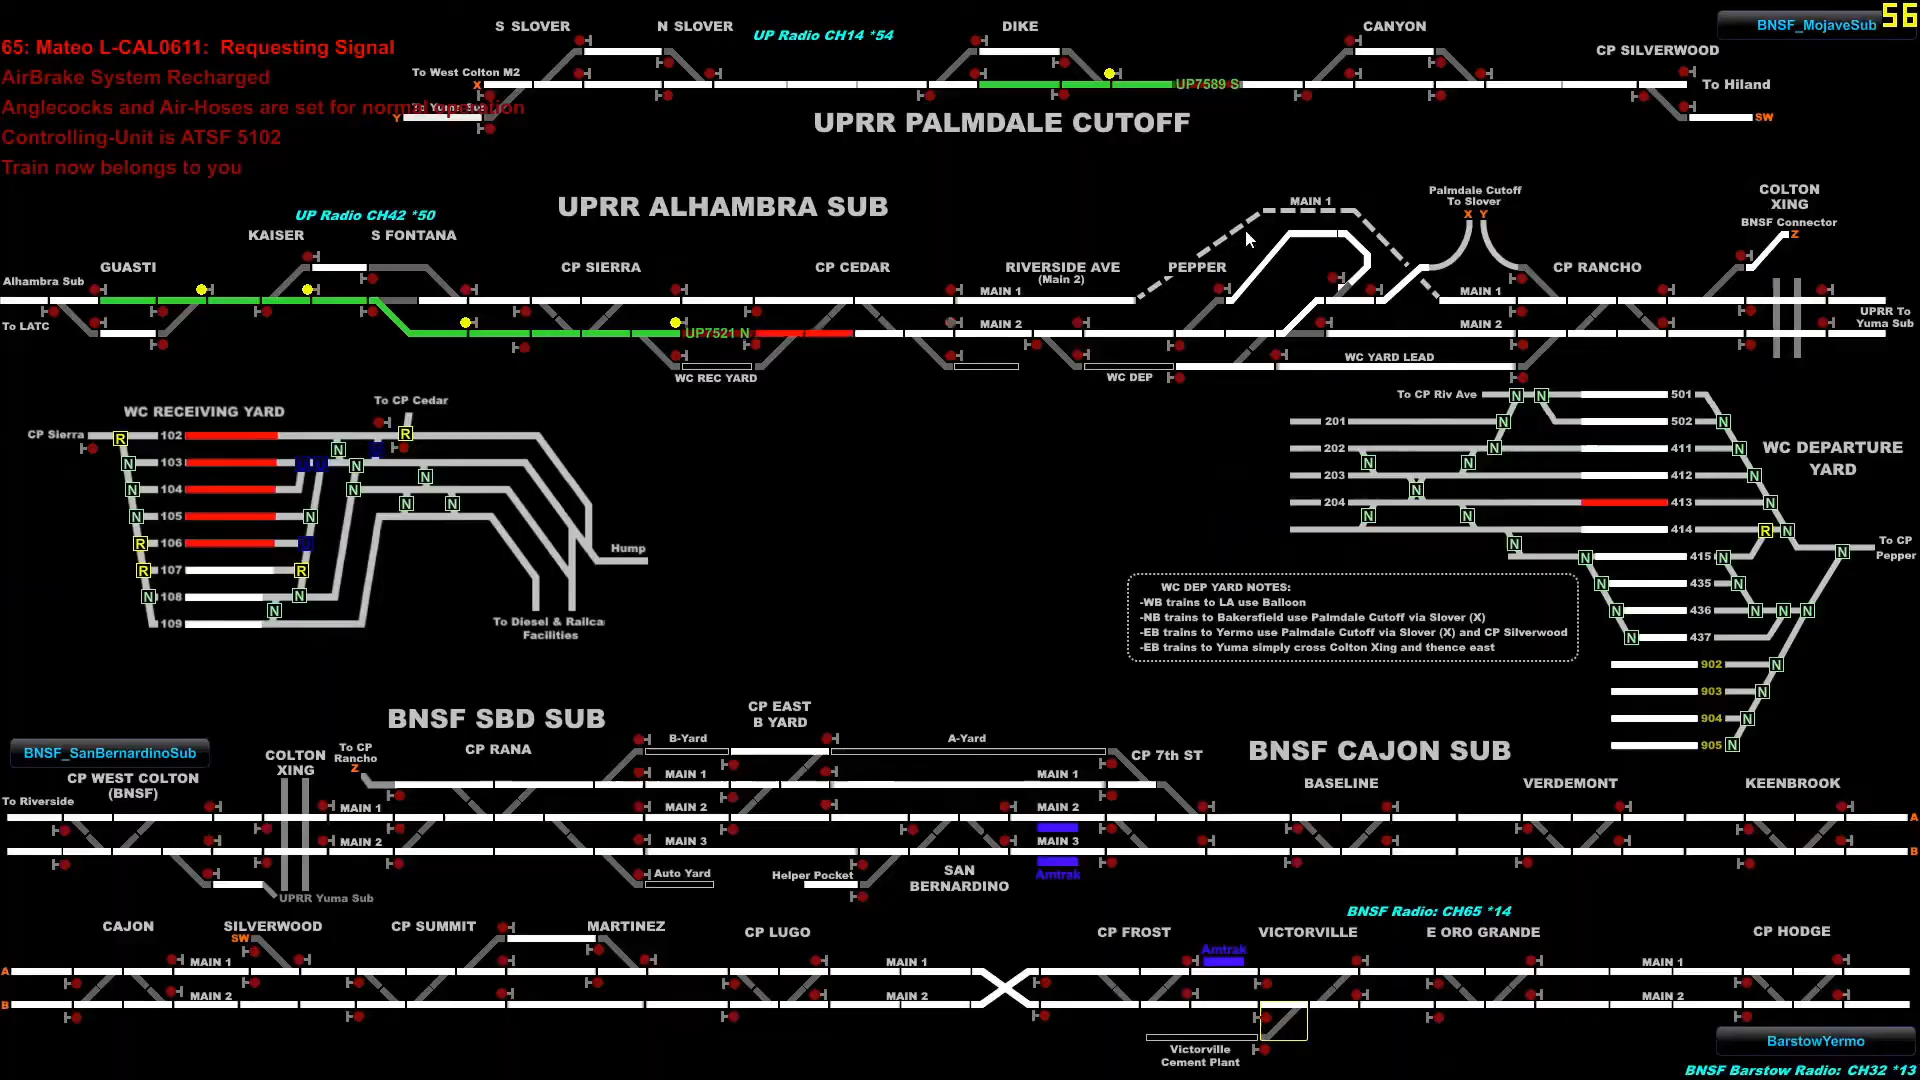 S SLOVER
N SLOVER
UP Radio CH14 *54
DIKE
CANYON
BNSF_MojaveSub
56
65: Mateo L-CAL0611:  Requesting Signal
CP SILVERWOOD
AirBrake System Recharged
To West Colton M2
X
UP7589 S
To Hiland
Anglecocks and Air-Hoses are set for normal operation
To Yuma Sub
Y
SW
UPRR PALMDALE CUTOFF
Controlling-Unit is ATSF 5102
Train now belongs to you
UPRR ALHAMBRA SUB
UP Radio CH42 *50
MAIN 1
Palmdale Cutoff
To Slover
X Y
COLTON
XING
BNSF Connector
Z
KAISER
S FONTANA
GUASTI
CP SIERRA
CP CEDAR
RIVERSIDE AVE
(Main 2)
PEPPER
CP RANCHO
Alhambra Sub
MAIN 1
MAIN 1
To LATC
UP7521 N
MAIN 2
MAIN 2
UPRR To
Yuma Sub
WC REC YARD
WC DEP
WC YARD LEAD
WC RECEIVING YARD
To CP Cedar
CP Sierra
R
102
R
N
N
103
N
N
N
104
N
N
N
N
105
N
R
106
R
107
R
N
108
N
N
109
Hump
To Diesel & Railca
Facilities
To CP Riv Ave
N
N
501
201
N
502
N
202
N
411
N
WC DEPARTURE
YARD
N
N
203
412
N
N
204
413
N
N
N
414
R
N
N
To CP
Pepper
N
415
N
N
N
435
N
N
436
N
N
N
N
437
902
N
903
N
904
N
905
N
WC DEP YARD NOTES:
-WB trains to LA use Balloon
-NB trains to Bakersfield use Palmdale Cutoff via Slover (X)
-EB trains to Yermo use Palmdale Cutoff via Slover (X) and CP Silverwood
-EB trains to Yuma simply cross Colton Xing and thence east
BNSF SBD SUB
CP EAST
B YARD
BNSF CAJON SUB
BNSF_SanBernardinoSub
COLTON
XING
To CP
Rancho
Z
CP RANA
B-Yard
A-Yard
CP 7th ST
CP WEST COLTON
(BNSF)
MAIN 1
MAIN 1
BASELINE
VERDEMONT
KEENBROOK
To Riverside
MAIN 1
MAIN 2
MAIN 2
A
MAIN 2
MAIN 3
MAIN 3
B
Auto Yard
Helper Pocket
SAN
BERNARDINO
Amtrak
UPRR Yuma Sub
BNSF Radio: CH65 *14
CAJON
SILVERWOOD
SW
CP SUMMIT
MARTINEZ
CP LUGO
CP FROST
VICTORVILLE
E ORO GRANDE
CP HODGE
Amtrak
A
MAIN 1
MAIN 1
MAIN 1
B
MAIN 2
MAIN 2
MAIN 2
Victorville
Cement Plant
BarstowYermo
BNSF Barstow Radio: CH32 *13